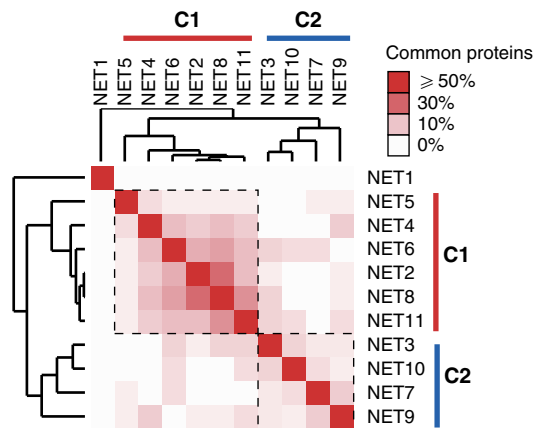 C1
C2
NET1
NET5
NET4
NET6
NET2
NET8
NET11
NET3
NET10
NET7
NET9
Common proteins
⩾ 50%
30%
10%
0%
NET1
NET5
NET4
NET6
NET2
NET8
NET11
NET3
NET10
NET7
NET9
C1
C2